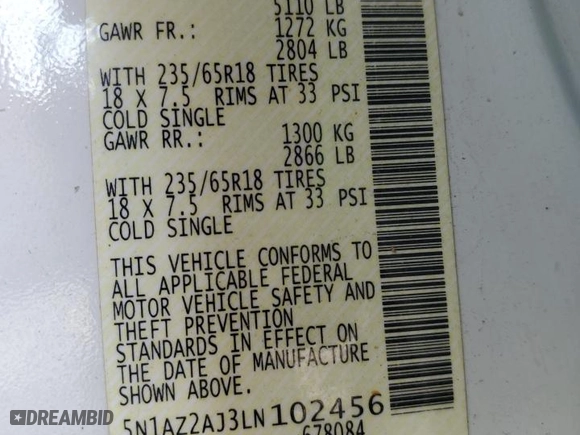 5110 LB
GAWR FR.: 1272 KG
2804 LB
WITH 235/65R18 TIRES
18 X 7.5 RIMS AT 33 PSI
COLD SINGLE
GAWR RR.: 1300 KG
2866 LB
WITH 235/65R18 TIRES
18 X 7.5 RIMS AT 33 PSI
COLD SINGLE
THIS VEHICLE CONFORMS TO
ALL APPLICABLE FEDERAL
MOTOR VEHICLE SAFETY AND
THEFT PREVENTION
STANDARDS IN EFFECT ON
THE DATE OF MANUFACTURE
SHOWN ABOVE.
5N1AZ2AJ3LN102456
678084
DREAMBID